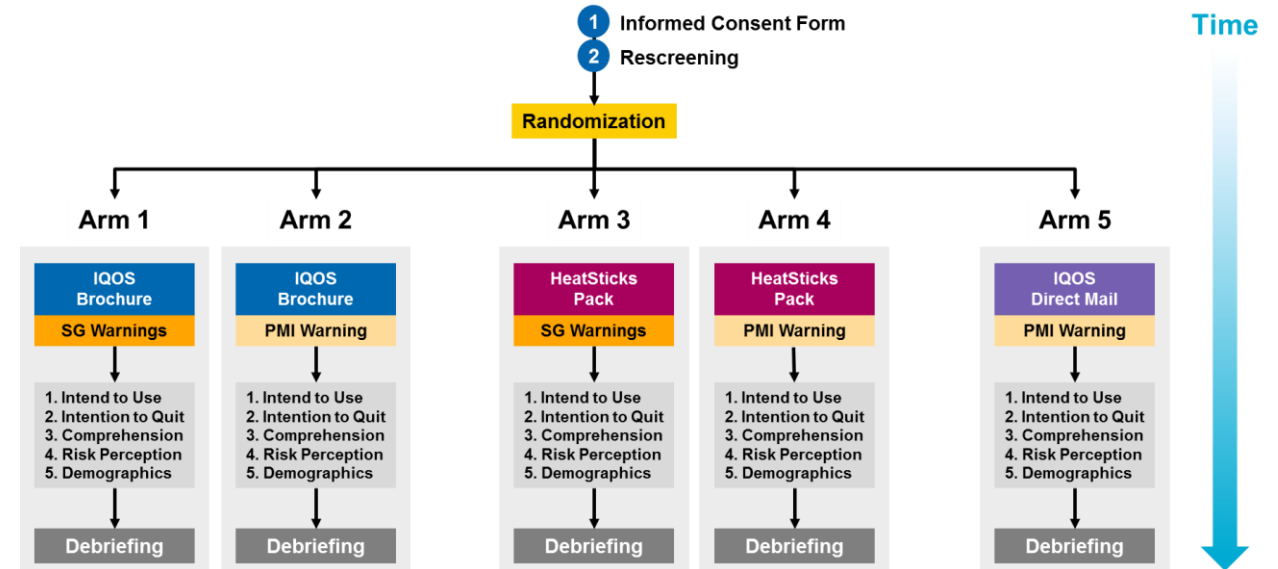 1 Informed Consent Form
2 Rescreening
Time
Randomization
Arm 1
IQOS
Brochure
SG Warnings
1. Intend to Use
2. Intention to Quit
3. Comprehension
4. Risk Perception
5. Demographics
Debriefing
Arm 2
IQOS
Brochure
PMI Warning
1. Intend to Use
2. Intention to Quit
3. Comprehension
4. Risk Perception
5. Demographics
Debriefing
Arm 3
HeatSticks
Pack
SG Warnings
1. Intend to Use
2. Intention to Quit
3. Comprehension
4. Risk Perception
5. Demographics
Debriefing
Arm 4
HeatSticks
Pack
PMI Warning
1. Intend to Use
2. Intention to Quit
3. Comprehension
4. Risk Perception
5. Demographics
Debriefing
Arm 5
IQOS
Direct Mail
PMI Warning
1. Intend to Use
2. Intention to Quit
3. Comprehension
4. Risk Perception
5. Demographics
Debriefing